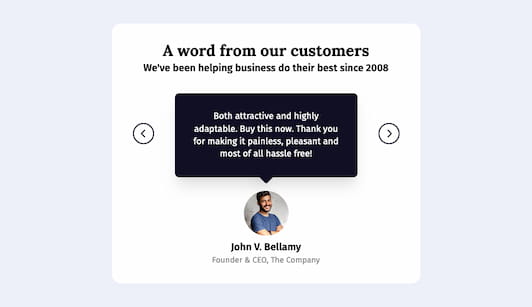 A word from our customers
We've been helping business do their best since 2008
Both attractive and highly
adaptable. Buy this now. Thank you
for making it painless, pleasant and
most of all hassle free!
John V. Bellamy
Founder & CEO, The Company